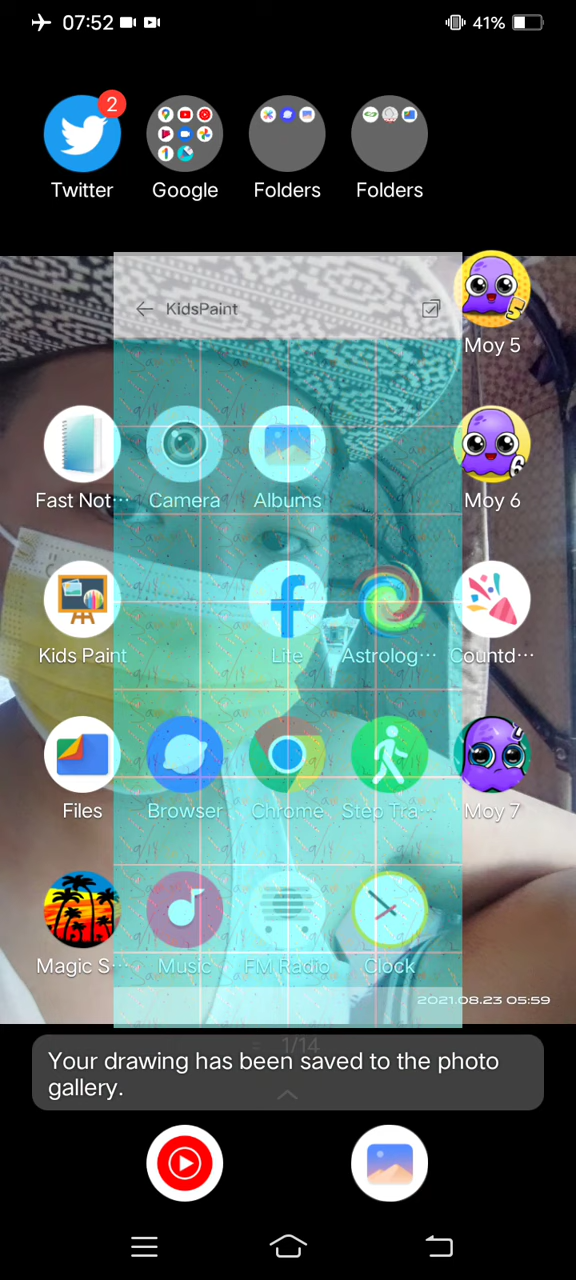 07:52
41%
2
Twitter
Google
Folders
Folders
KidsPaint
Moy 5
Fast Not···
Camera
Albums
Moy 6
Kids Paint
Lite
Astrolog···
Countd···
Files
Browser
Chrome
Step Tra···
Moy 7
Magic S···
Music
FM Radio
Clock
2021.08.23 05:59
1/14
Your drawing has been saved to the photo
gallery.